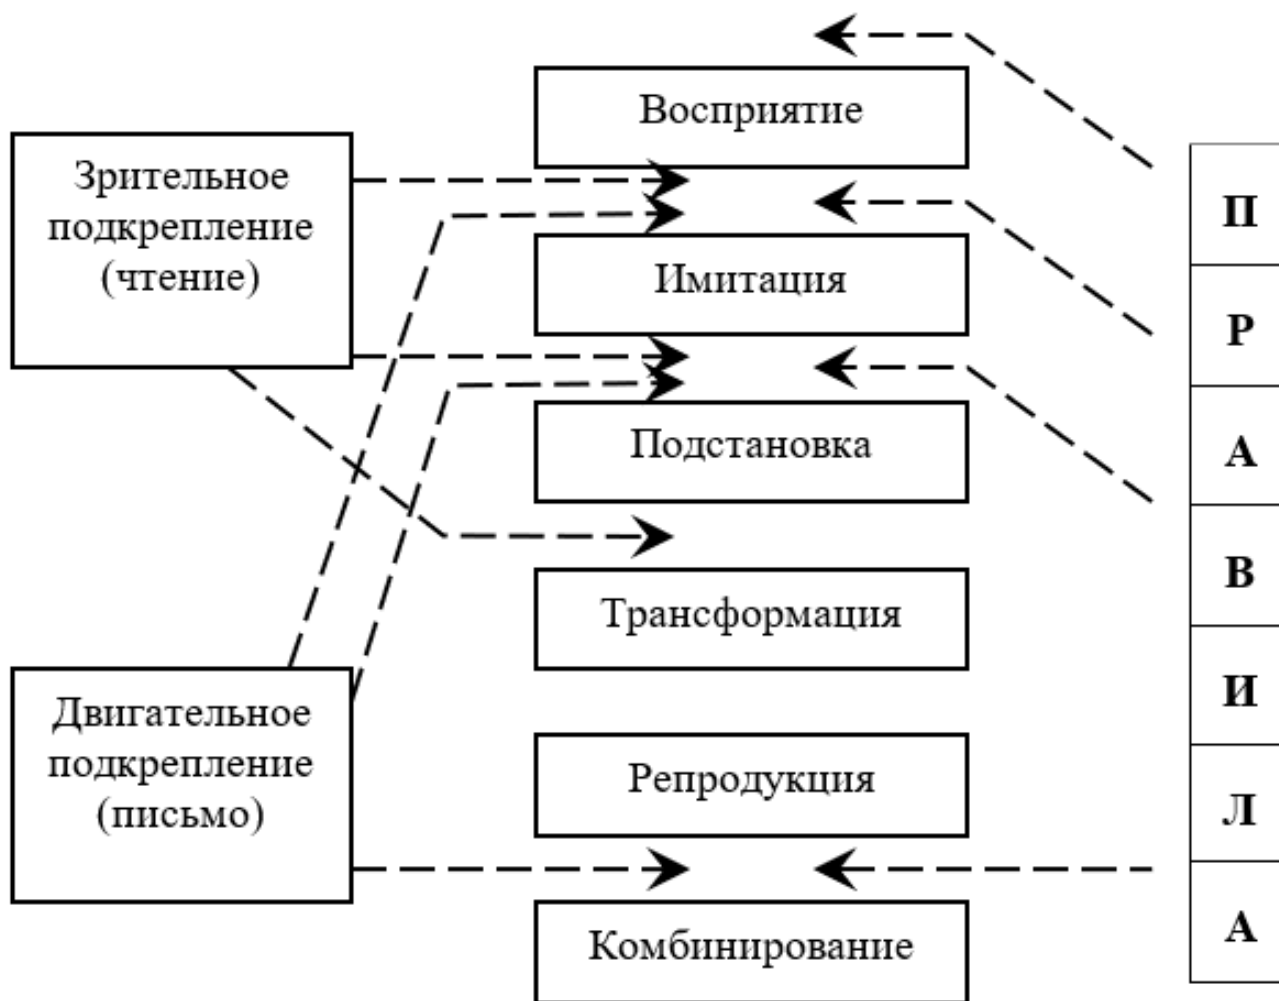 Зрительное
подкрепление
(чтение)
Двигательное
подкрепление
(письмо)
Восприятие
Имитация
Подстановка
Трансформация
Репродукция
Комбинирование
П
Р
А
В
И
Л
А